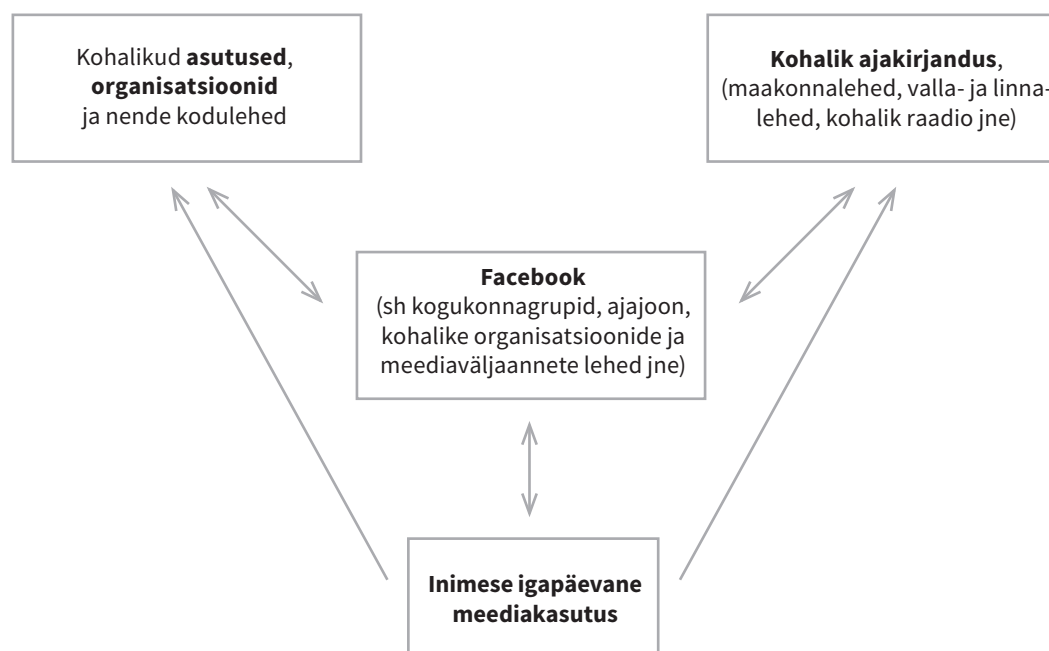 Kohalikud asutused,
organisatsioonid
ja nende kodulehed
Kohalik ajakirjandus,
(maakonnalehed, valla- ja linna-
lehed, kohalik raadio jne)
Facebook
(sh kogukonnagrupid, ajajoon,
kohalike organisatsioonide ja
meediaväljaannete lehed jne)
Inimese igapäevane
meediakasutus